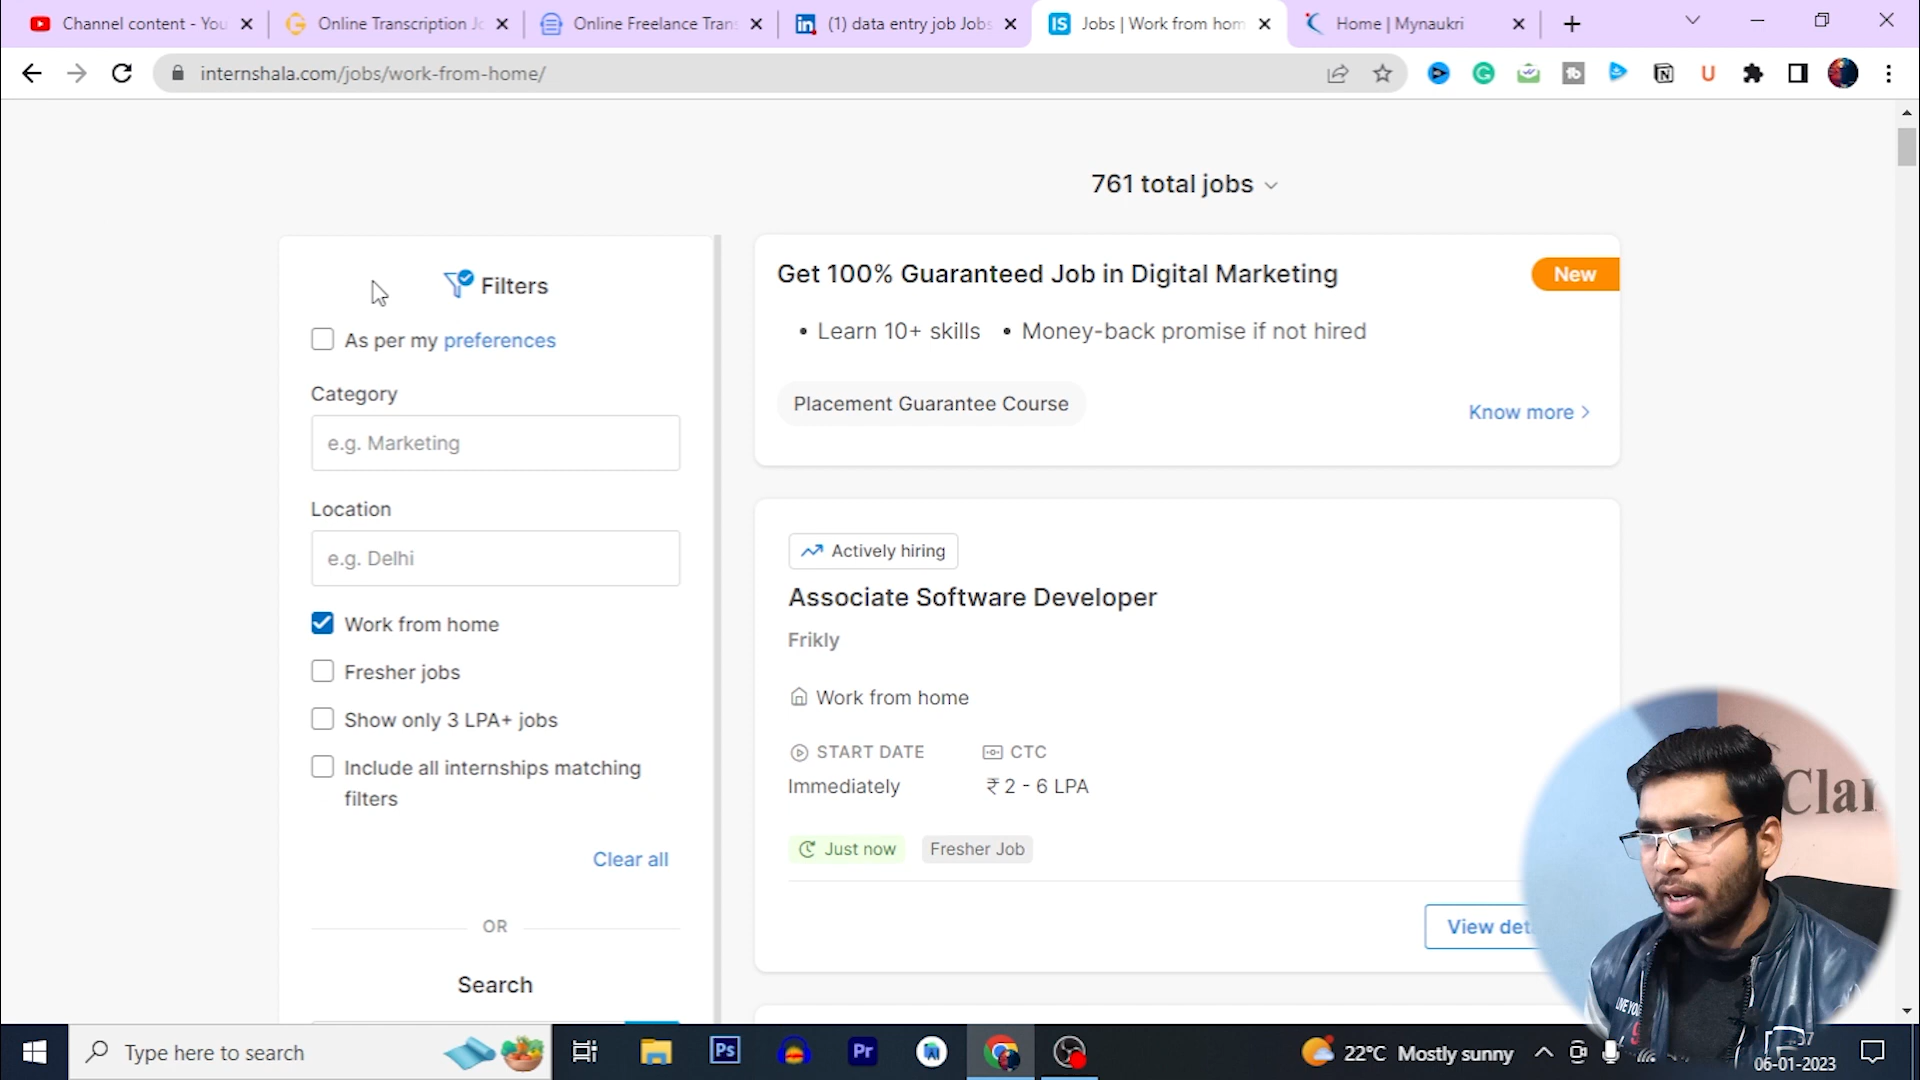 Channel content - You
Online Transcription Jo
Online Freelance Trans
(1) data entry job Jobs
Jobs | Work from hom
Home | Mynaukri
internshala.com/jobs/work-from-home/
761 total jobs
Filters
As per my preferences
Category
e.g. Marketing
Location
e.g. Delhi
Work from home
Fresher jobs
Show only 3 LPA+ jobs
Include all internships matching
filters
Clear all
OR
Search
Get 100% Guaranteed Job in Digital Marketing
New
• Learn 10+ skills • Money-back promise if not hired
Placement Guarantee Course
Know more >
Actively hiring
Associate Software Developer
Frikly
Work from home
START DATE
CTC
Immediately
₹ 2 - 6 LPA
Just now
Fresher Job
View det
Clar
LIVE YOU
Type here to search
22°C Mostly sunny
06-01-2023